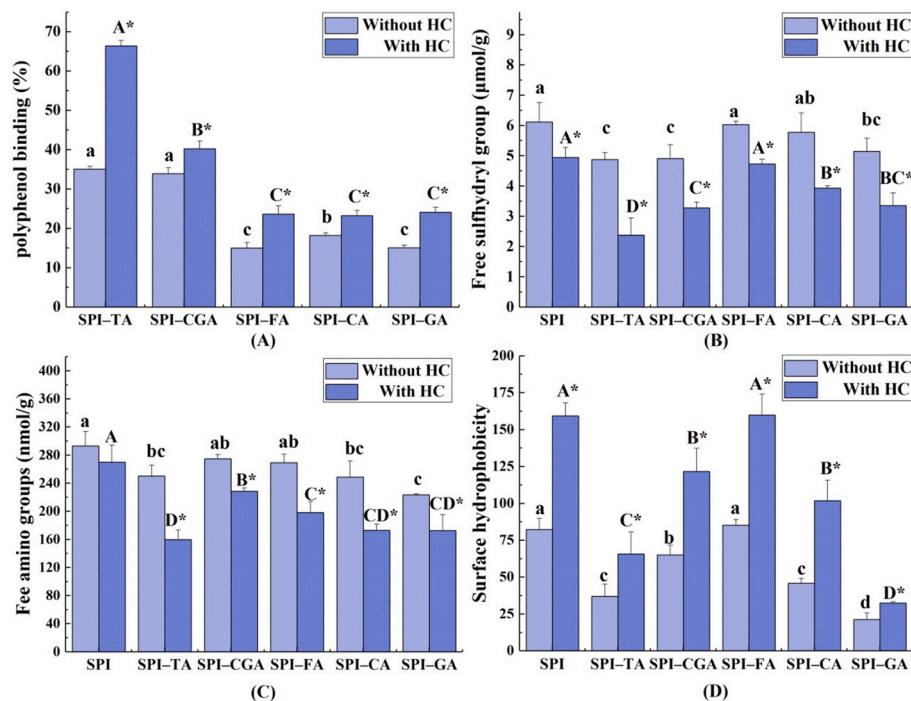 Without HC
With HC
polyphenol binding (%)
70
60
50
40
30
20
10
0
a
A*
a
B*
c
C*
b
C*
c
C*
SPI–TA SPI–CGA SPI–FA SPI–CA SPI–GA
(A)
Without HC
With HC
Free sulfhydryl group (μmol/g)
9
8
7
6
5
4
3
2
1
0
a
A*
c
D*
c
C*
a
A*
ab
B*
bc
BC*
SPI SPI–TA SPI–CGA SPI–FA SPI–CA SPI–GA
(B)
Without HC
With HC
Fee amino groups (nmol/g)
400
360
320
280
240
200
160
120
80
40
0
a
A
bc
D*
ab
B*
ab
C*
bc
CD*
c
CD*
SPI SPI–TA SPI–CGA SPI–FA SPI–CA SPI–GA
(C)
Without HC
With HC
Surface hydrophobicity
200
175
150
125
100
75
50
25
0
a
A*
c
C*
b
B*
a
A*
c
B*
d
D*
SPI SPI–TA SPI–CGA SPI–FA SPI–CA SPI–GA
(D)